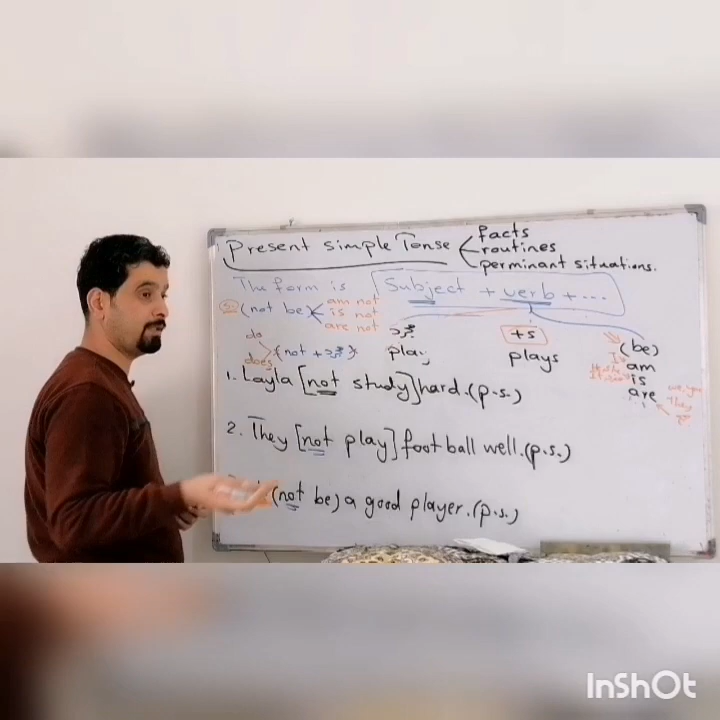 Present simple Tense
facts
routines
perminant situations.
The form is Subject + verb + ...
(not be) am not
is not
are not
do
does
(not + مجرد)
مجرد
play
+s
plays
(be)
am
is
are
1. Layla [not study] hard. (p.s.)
2. They [not play] football well. (p.s.)
(not be) a good player. (p.s.)
InShOt